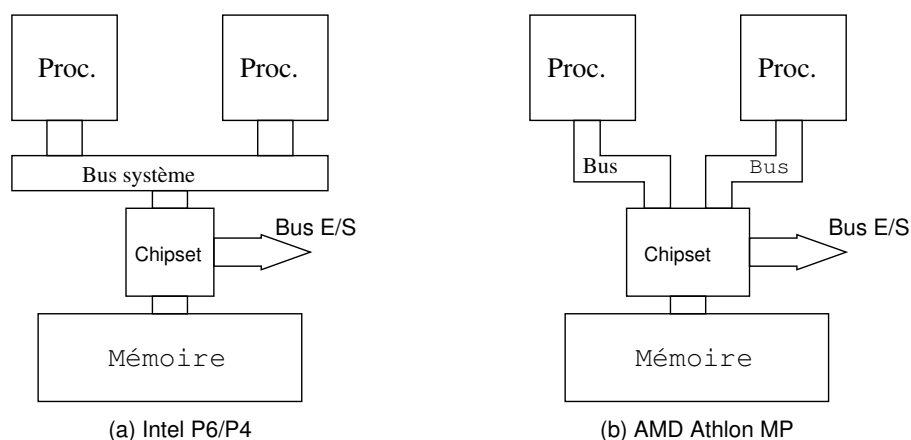 Proc.
Proc.
Bus système
Chipset
Bus E/S
Mémoire
(a) Intel P6/P4
Proc.
Proc.
Bus
Bus
Chipset
Bus E/S
Mémoire
(b) AMD Athlon MP